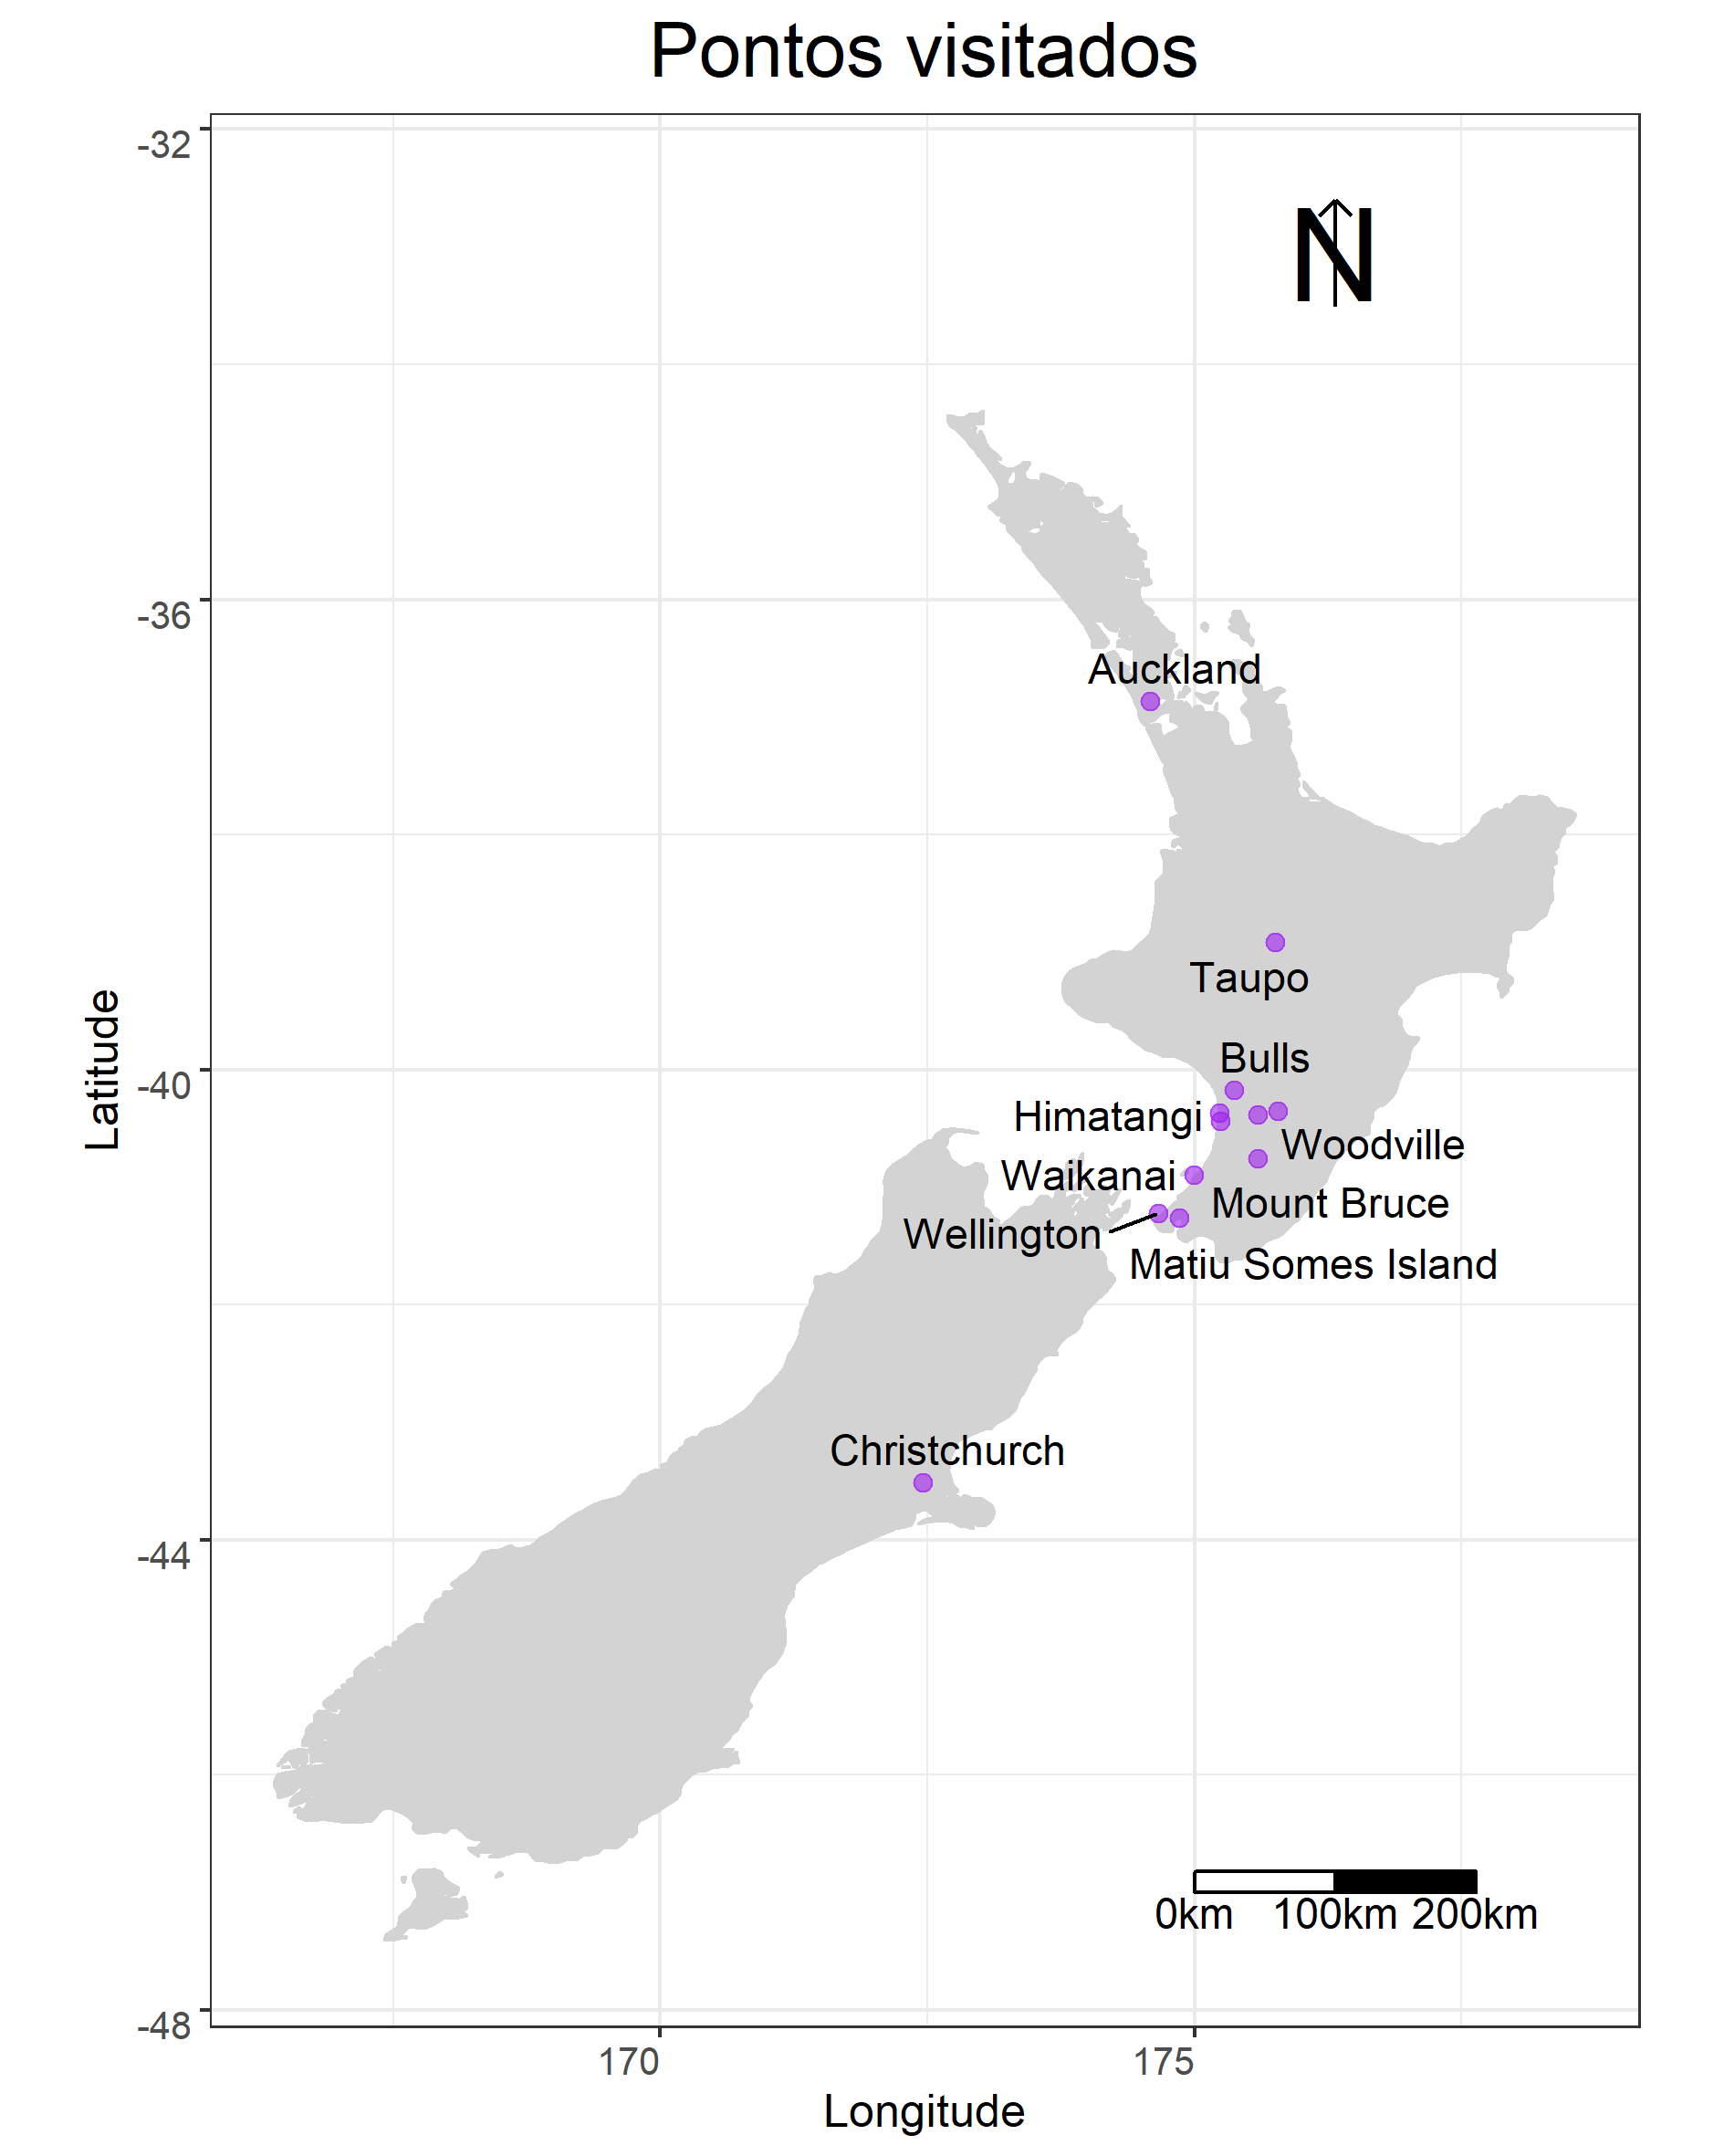 Pontos visitados
-32
N
-36
Auckland
Taupo
Latitude
-40
Bulls
Himatangi
Woodville
Waikanai
Mount Bruce
Wellington
Matiu Somes Island
Christchurch
-44
0km 100km 200km
-48
170 175
Longitude